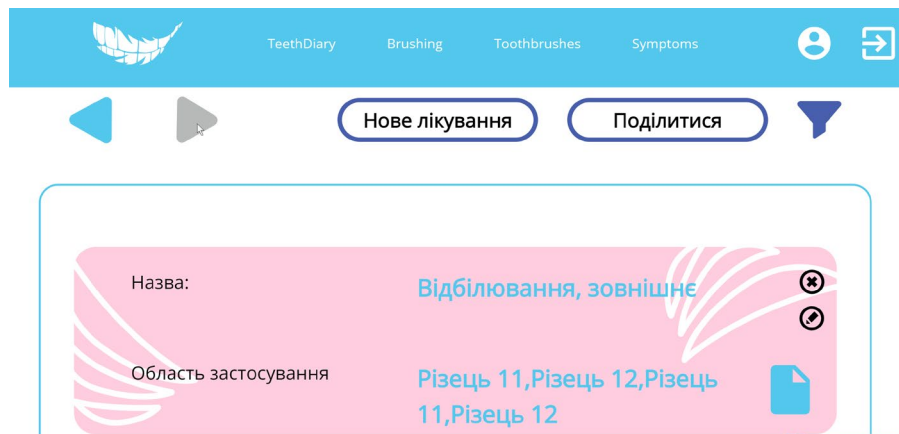 TeethDiary Brushing Toothbrushes Symptoms
Нове лікування Поділитися
Назва: Відбілювання, зовнішнє
Область застосування Різець 11,Різець 12,Різець
11,Різець 12